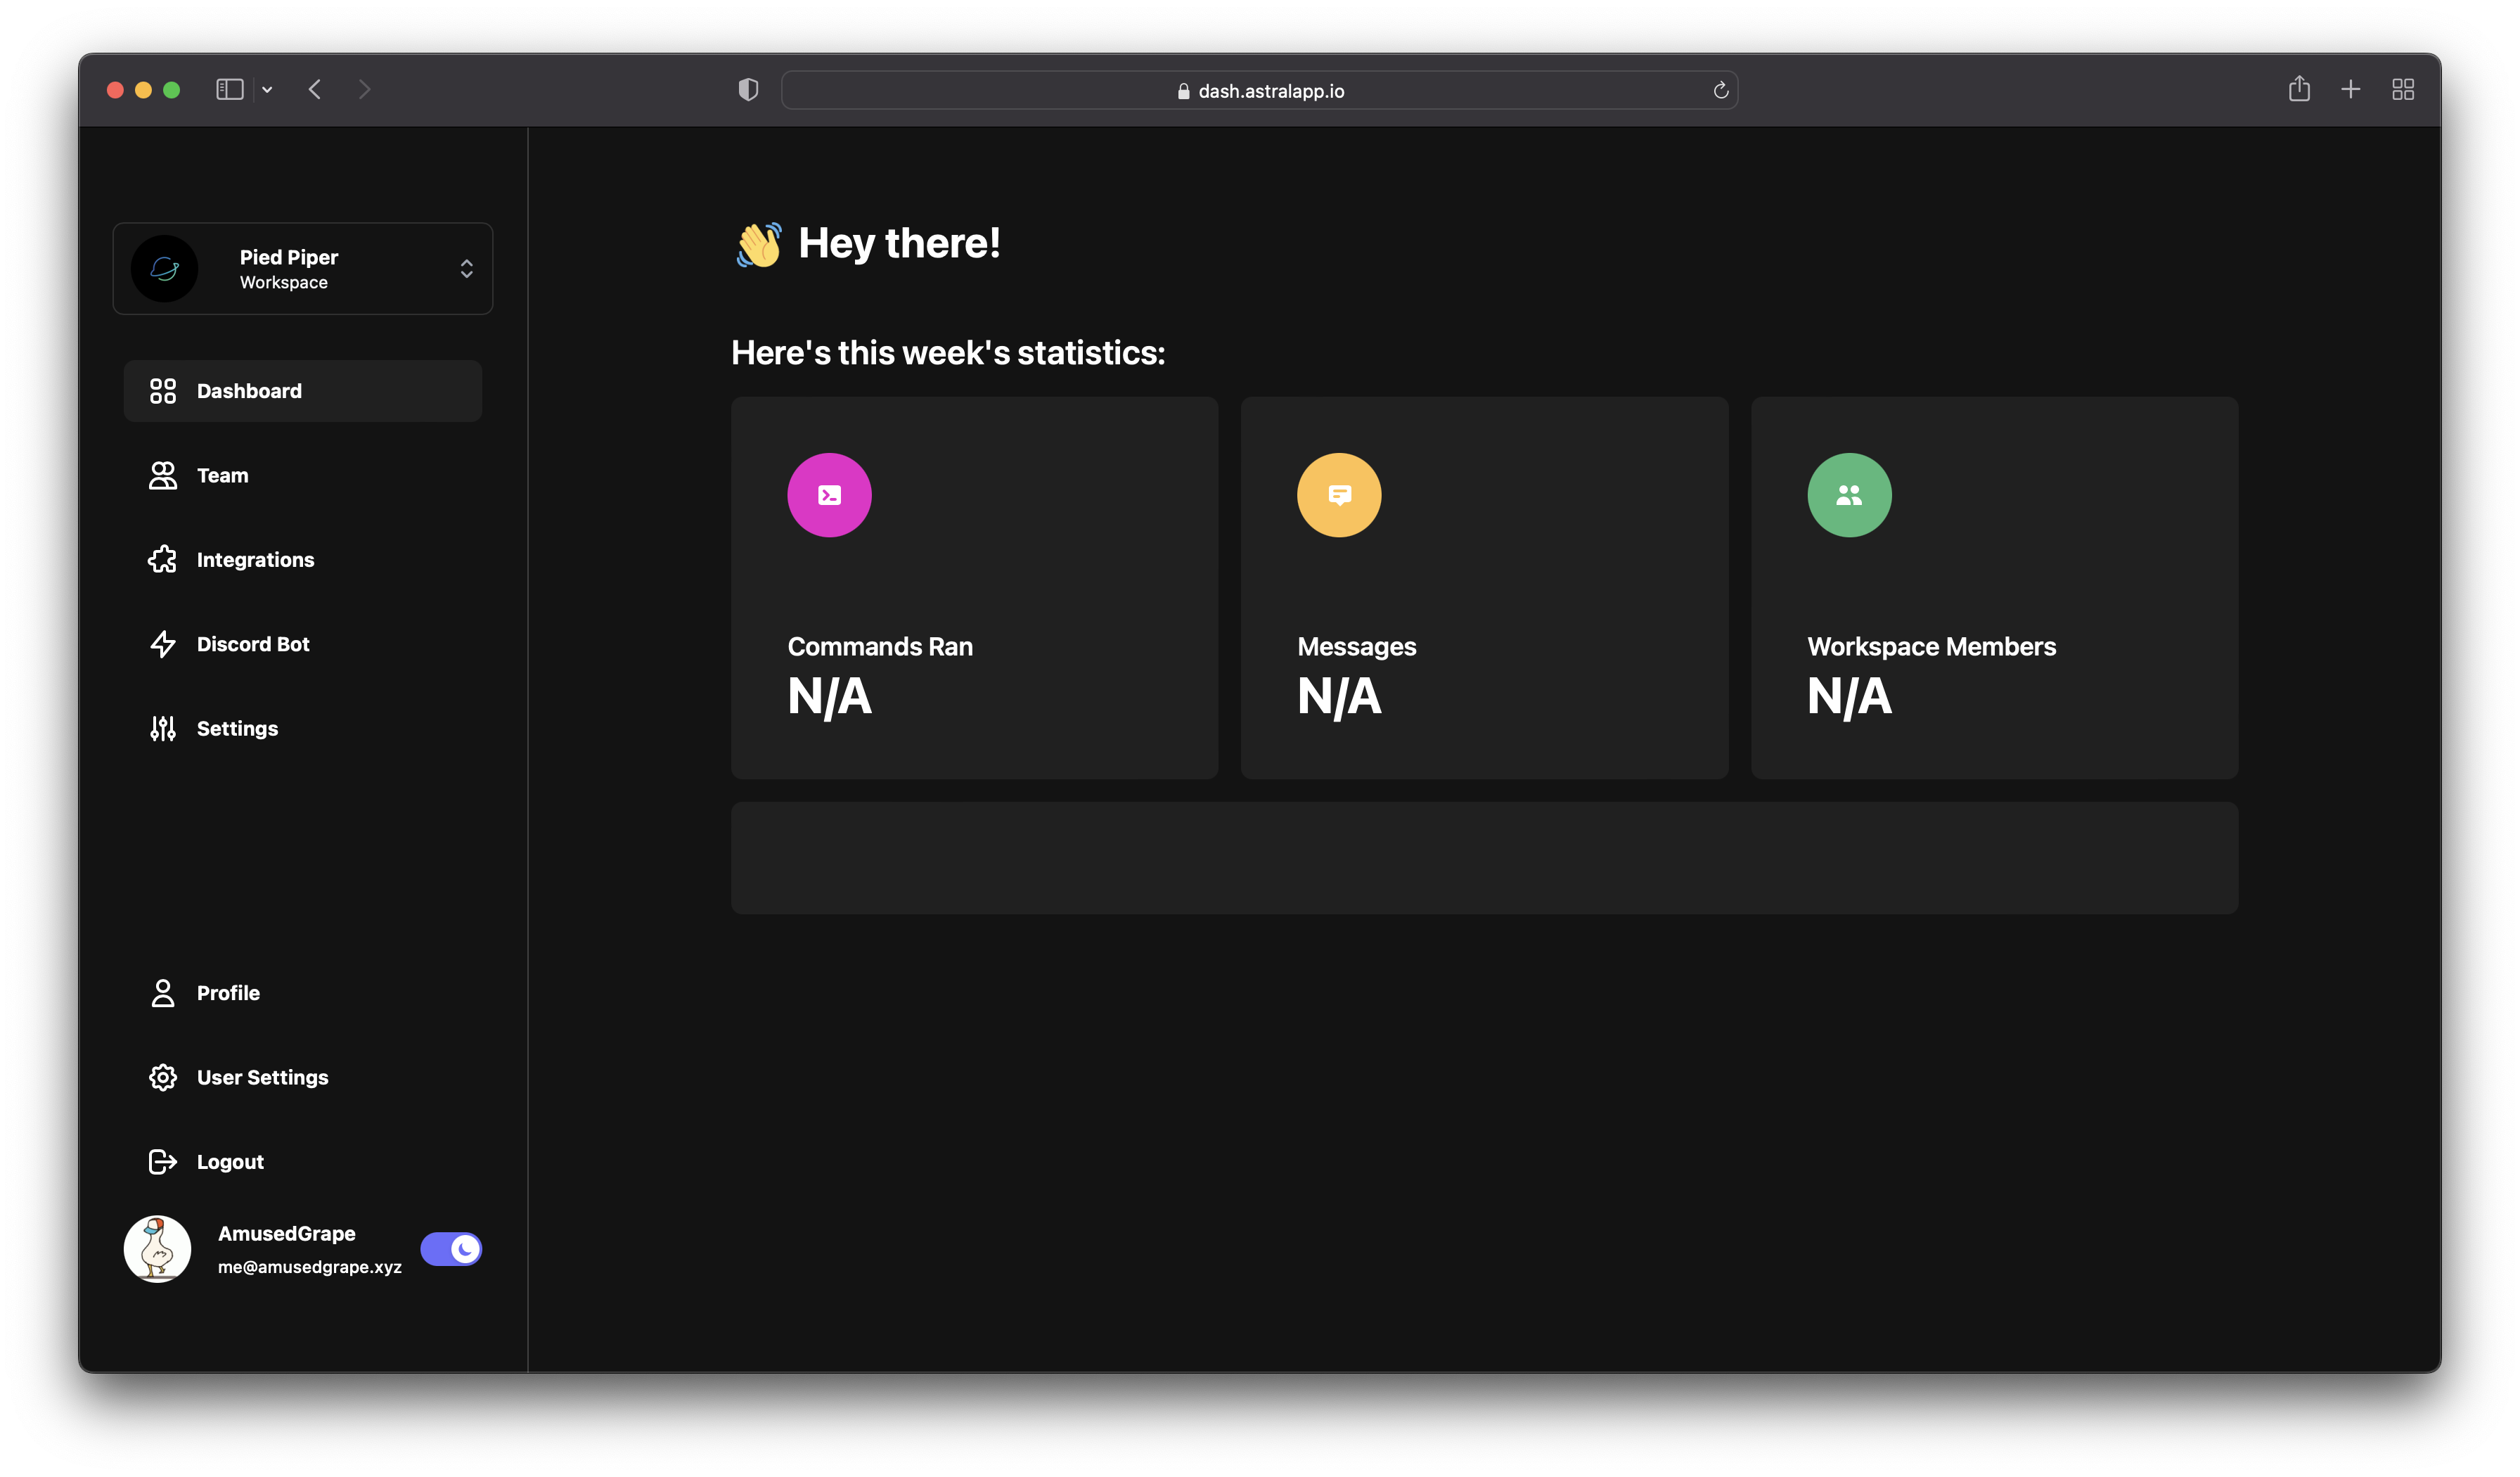 dash.astralapp.io
Pied Piper
Workspace
Dashboard
Team
Integrations
Discord Bot
Settings
Profile
User Settings
Logout
AmusedGrape
me@amusedgrape.xyz
👋 Hey there!
Here's this week's statistics:
Commands Ran
N/A
Messages
N/A
Workspace Members
N/A